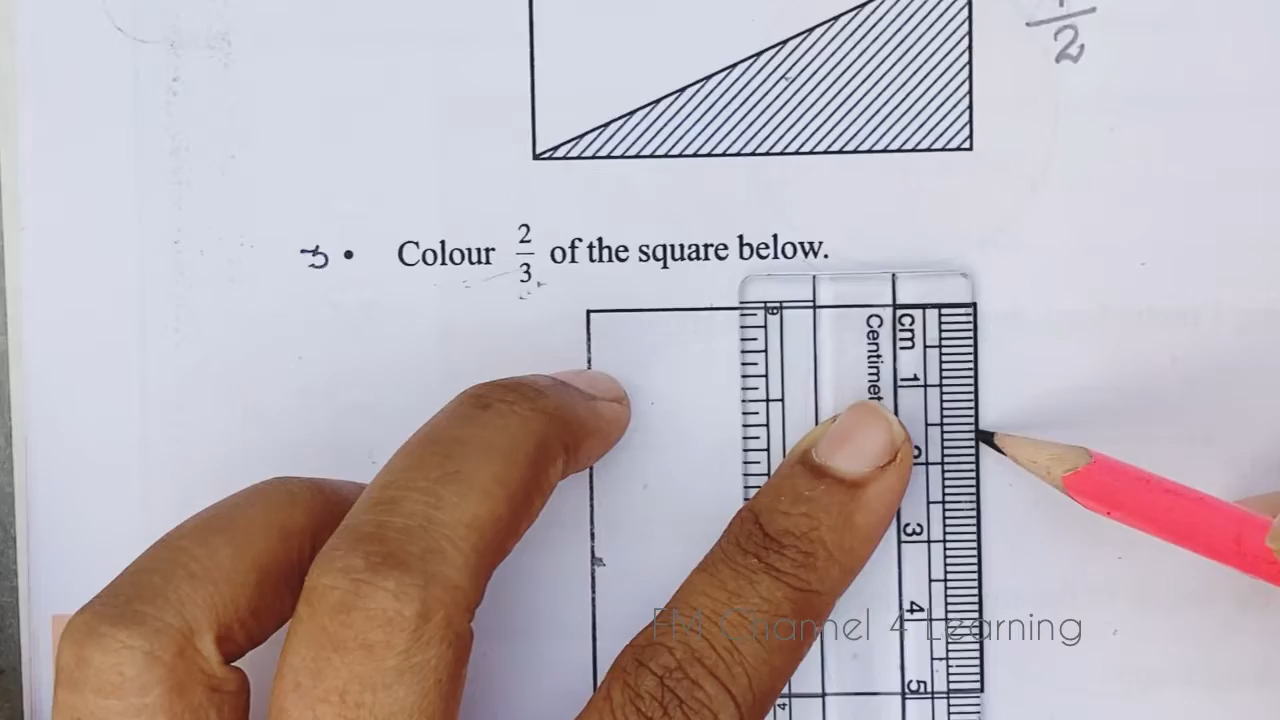 1/2
3. Colour 2/3 of the square below.
cm 1 2 3 4 5
Centimet
FM Channel 4 Learning